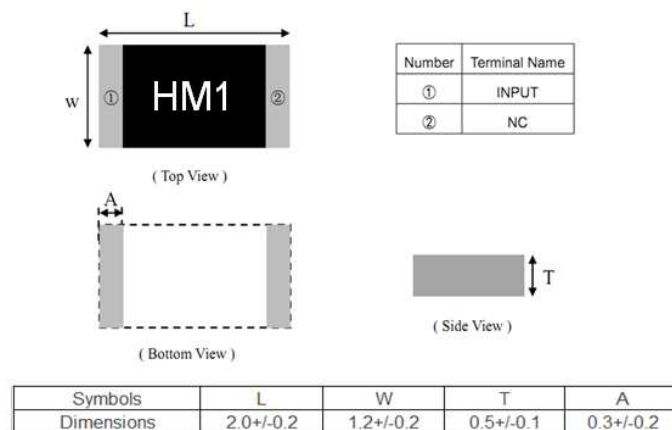 L
W
①
HM1
②
( Top View )
Number Terminal Name
① INPUT
② NC
A
( Bottom View )
T
( Side View )
Symbols L W T A
Dimensions 2.0+/-0.2 1.2+/-0.2 0.5+/-0.1 0.3+/-0.2